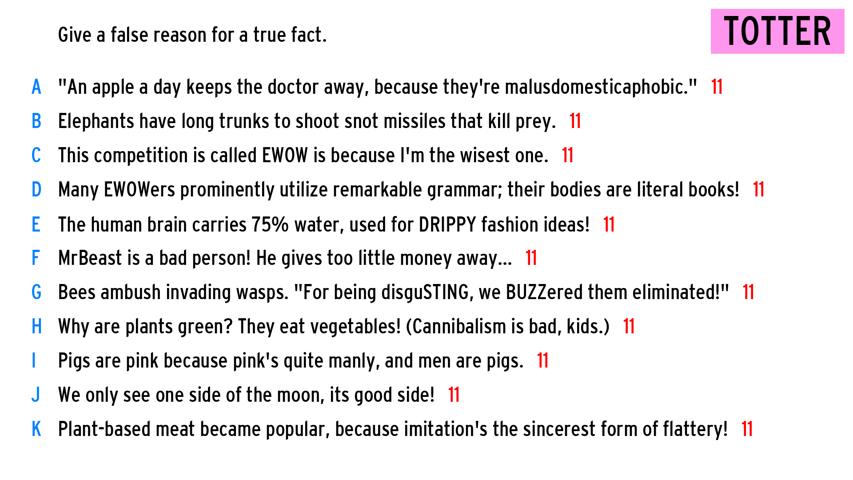 Give a false reason for a true fact.
TOTTER
A "An apple a day keeps the doctor away, because they're malusdomesticaphobic." 11
B Elephants have long trunks to shoot snot missiles that kill prey. 11
C This competition is called EWOW is because I'm the wisest one. 11
D Many EWOWers prominently utilize remarkable grammar; their bodies are literal books! 11
E The human brain carries 75% water, used for DRIPPY fashion ideas! 11
F MrBeast is a bad person! He gives too little money away... 11
G Bees ambush invading wasps. "For being disguSTING, we BUZZered them eliminated!" 11
H Why are plants green? They eat vegetables! (Cannibalism is bad, kids.) 11
I Pigs are pink because pink's quite manly, and men are pigs. 11
J We only see one side of the moon, its good side! 11
K Plant-based meat became popular, because imitation's the sincerest form of flattery! 11